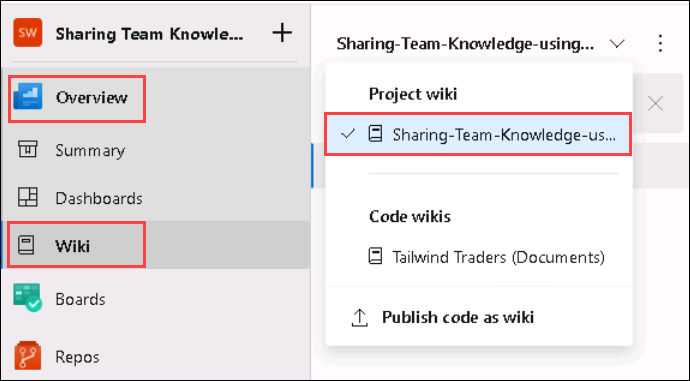 SW Sharing Team Knowle... +
Overview
Summary
Dashboards
Wiki
Boards
Repos
Sharing-Team-Knowledge-using...
Project wiki
Sharing-Team-Knowledge-us...
Code wikis
Tailwind Traders (Documents)
Publish code as wiki